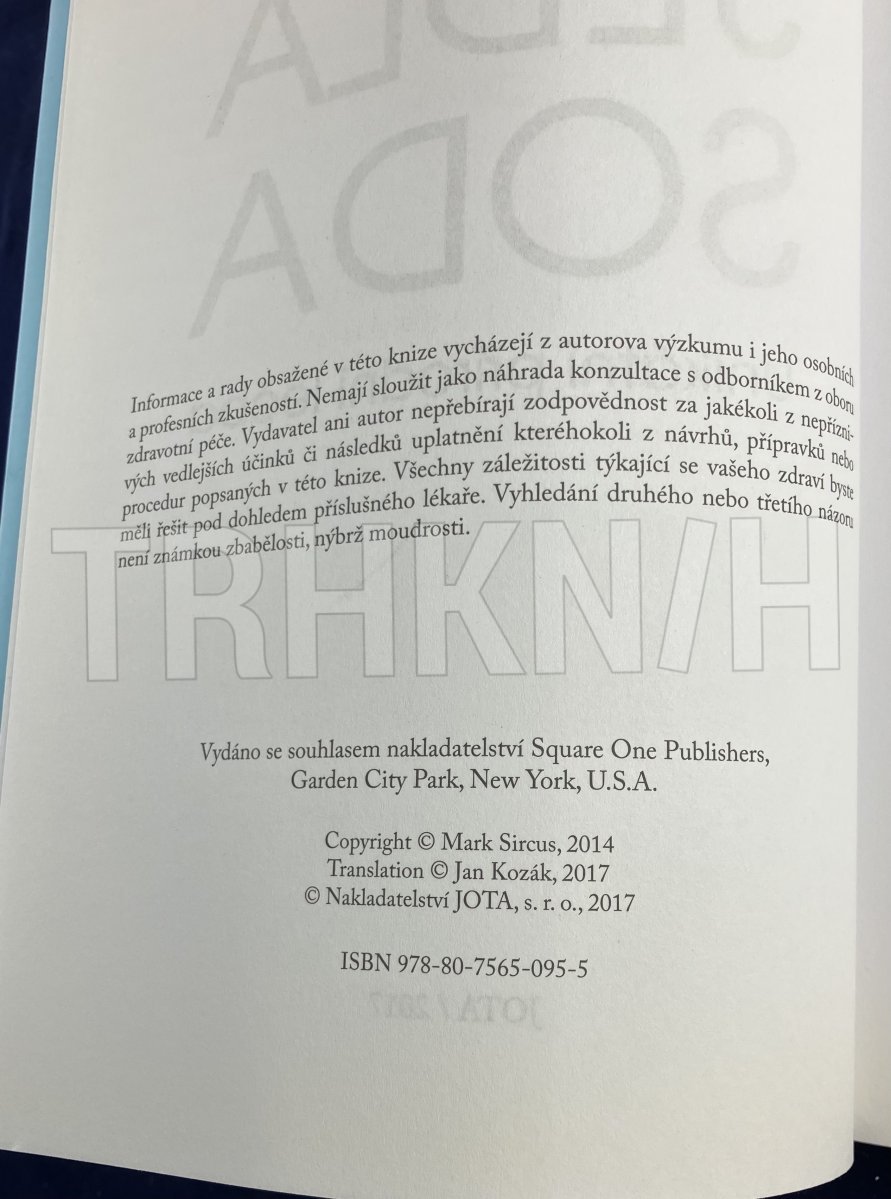 SODA
Informace a rady obsažené v této knize vycházejí z autorova výzkumu i jeho osobních
a profesních zkušeností. Nemají sloužit jako náhrada konzultace s odborníkem z oboru
zdravotní péče. Vydavatel ani autor nepřebírají zodpovědnost za jakékoli z nepřízni-
vých vedlejších účinků či následků uplatnění kteréhokoli z návrhů, přípravků nebo
procedur popsaných v této knize. Všechny záležitosti týkající se vašeho zdraví byste
měli řešit pod dohledem příslušného lékaře. Vyhledání druhého nebo třetího názoru
není známkou zbabělosti, nýbrž moudrosti.
TRHKNIH
Vydáno se souhlasem nakladatelství Square One Publishers,
Garden City Park, New York, U.S.A.
Copyright © Mark Sircus, 2014
Translation © Jan Kozák, 2017
© Nakladatelství JOTA, s. r. o., 2017
ISBN 978-80-7565-095-5
JOTA / 2017